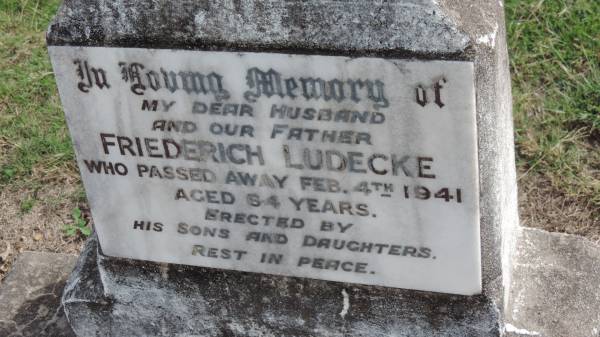 In Loving Memory of
MY DEAR HUSBAND
AND OUR FATHER
FRIEDERICH LUDECKE
WHO PASSED AWAY FEB. 4TH 1941
AGED 64 YEARS.
ERECTED BY
HIS SONS AND DAUGHTERS.
REST IN PEACE.